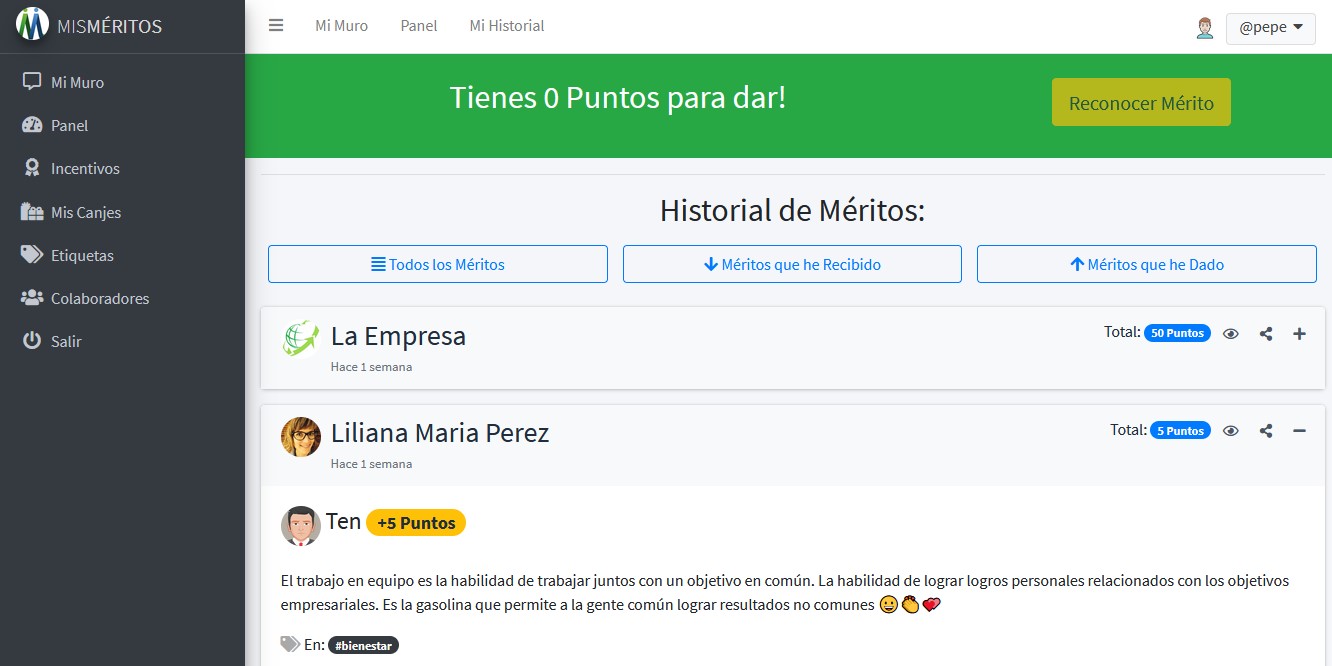 MISMÉRITOS
Mi Muro
Panel
Incentivos
Mis Canjes
Etiquetas
Colaboradores
Salir
Mi Muro Panel Mi Historial @pepe
Tienes 0 Puntos para dar! Reconocer Mérito
Historial de Méritos:
Todos los Méritos Méritos que he Recibido Méritos que he Dado
La Empresa Total: 50 Puntos
Hace 1 semana
Liliana Maria Perez Total: 5 Puntos
Hace 1 semana
Ten +5 Puntos
El trabajo en equipo es la habilidad de trabajar juntos con un objetivo en común. La habilidad de lograr logros personales relacionados con los objetivos
empresariales. Es la gasolina que permite a la gente común lograr resultados no comunes 😀👏💞
En: #bienestar